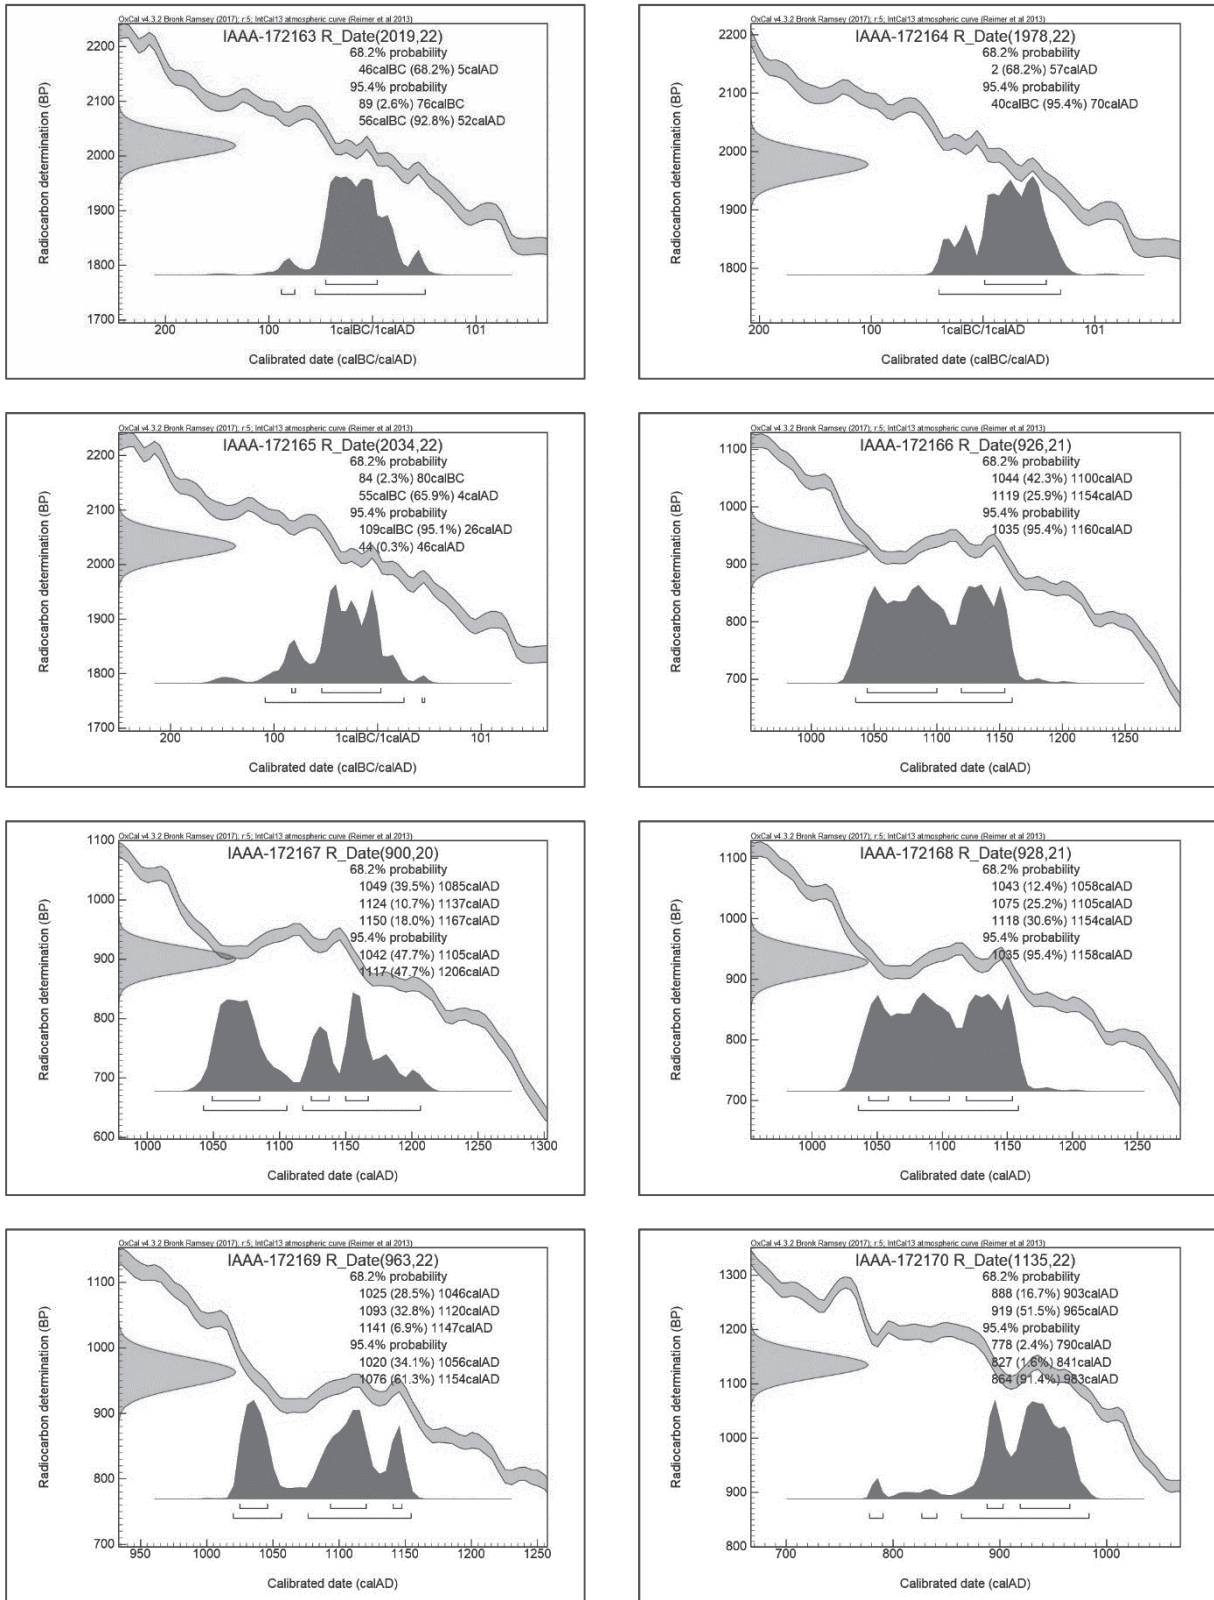 OxCal v4.3.2 Bronk Ramsey (2017); r:5; IntCal13 atmospheric curve (Reimer et al 2013)
IAAA-172163 R_Date(2019,22)
68.2% probability
46calBC (68.2%) 5calAD
95.4% probability
89 (2.6%) 76calBC
56calBC (92.8%) 52calAD
Radiocarbon determination (BP)
2200
2100
2000
1900
1800
1700
200
100
1calBC/1calAD
101
Calibrated date (calBC/calAD)
OxCal v4.3.2 Bronk Ramsey (2017); r:5; IntCal13 atmospheric curve (Reimer et al 2013)
IAAA-172164 R_Date(1978,22)
68.2% probability
2 (68.2%) 57calAD
95.4% probability
40calBC (95.4%) 70calAD
Radiocarbon determination (BP)
2200
2100
2000
1900
1800
200
100
1calBC/1calAD
101
Calibrated date (calBC/calAD)
OxCal v4.3.2 Bronk Ramsey (2017); r:5; IntCal13 atmospheric curve (Reimer et al 2013)
IAAA-172165 R_Date(2034,22)
68.2% probability
84 (2.3%) 80calBC
55calBC (65.9%) 4calAD
95.4% probability
109calBC (95.1%) 26calAD
44 (0.3%) 46calAD
Radiocarbon determination (BP)
2200
2100
2000
1900
1800
1700
200
100
1calBC/1calAD
101
Calibrated date (calBC/calAD)
OxCal v4.3.2 Bronk Ramsey (2017); r:5; IntCal13 atmospheric curve (Reimer et al 2013)
IAAA-172166 R_Date(926,21)
68.2% probability
1044 (42.3%) 1100calAD
1119 (25.9%) 1154calAD
95.4% probability
1035 (95.4%) 1160calAD
Radiocarbon determination (BP)
1100
1000
900
800
700
1000
1050
1100
1150
1200
1250
Calibrated date (calAD)
OxCal v4.3.2 Bronk Ramsey (2017); r:5; IntCal13 atmospheric curve (Reimer et al 2013)
IAAA-172167 R_Date(900,20)
68.2% probability
1049 (39.5%) 1085calAD
1124 (10.7%) 1137calAD
1150 (18.0%) 1167calAD
95.4% probability
1042 (47.7%) 1105calAD
1117 (47.7%) 1206calAD
Radiocarbon determination (BP)
1100
1000
900
800
700
600
1000
1050
1100
1150
1200
1250
1300
Calibrated date (calAD)
OxCal v4.3.2 Bronk Ramsey (2017); r:5; IntCal13 atmospheric curve (Reimer et al 2013)
IAAA-172168 R_Date(928,21)
68.2% probability
1043 (12.4%) 1058calAD
1075 (25.2%) 1105calAD
1118 (30.6%) 1154calAD
95.4% probability
1035 (95.4%) 1158calAD
Radiocarbon determination (BP)
1100
1000
900
800
700
1000
1050
1100
1150
1200
1250
Calibrated date (calAD)
OxCal v4.3.2 Bronk Ramsey (2017); r:5; IntCal13 atmospheric curve (Reimer et al 2013)
IAAA-172169 R_Date(963,22)
68.2% probability
1025 (28.5%) 1046calAD
1093 (32.8%) 1120calAD
1141 (6.9%) 1147calAD
95.4% probability
1020 (34.1%) 1056calAD
1076 (61.3%) 1154calAD
Radiocarbon determination (BP)
1100
1000
900
800
700
950
1000
1050
1100
1150
1200
1250
Calibrated date (calAD)
OxCal v4.3.2 Bronk Ramsey (2017); r:5; IntCal13 atmospheric curve (Reimer et al 2013)
IAAA-172170 R_Date(1135,22)
68.2% probability
888 (16.7%) 903calAD
919 (51.5%) 965calAD
95.4% probability
778 (2.4%) 790calAD
827 (1.6%) 841calAD
864 (91.4%) 983calAD
Radiocarbon determination (BP)
1300
1200
1100
1000
900
800
700
800
900
1000
Calibrated date (calAD)